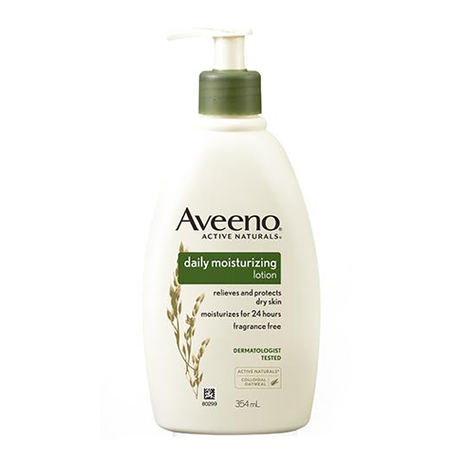 Aveeno®
ACTIVE NATURALS®
daily moisturizing
lotion
relieves and protects
dry skin
moisturizes for 24 hours
fragrance free
DERMATOLOGIST
TESTED
ACTIVE NATURALS®
COLLOIDAL
OATMEAL
80299
354 mL